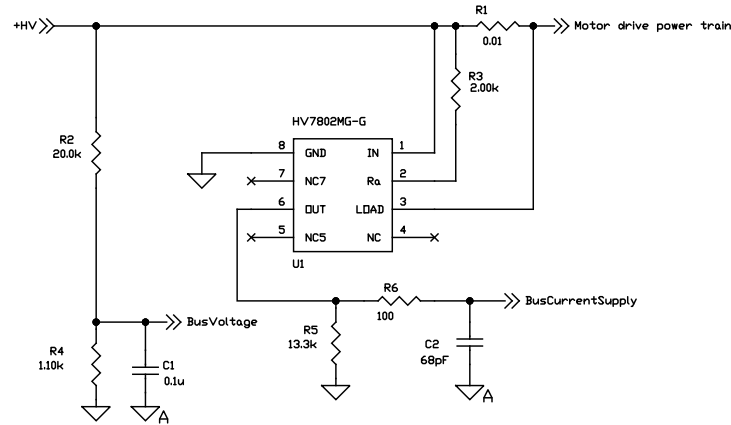 +HV
R1
0.01
Motor drive power train
R3
2.00k
HV7802MG-G
R2
20.0k
8 GND IN 1
7 NC7 Ra 2
6 OUT LOAD 3
5 NC5 NC 4
U1
R6
100
BusCurrentSupply
BusVoltage
R5
13.3k
C2
68pF
R4
1.10k
C1
0.1u
A
A